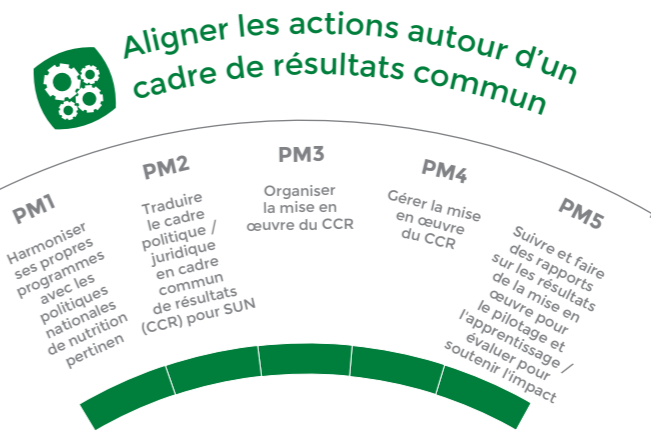 Aligner les actions autour d'un
cadre de résultats commun
PM1
Harmoniser
ses propres
programmes
avec les
politiques
nationales
de nutrition
pertinen
PM2
Traduire
le cadre
politique /
juridique
en cadre
commun
de résultats
(CCR) pour SUN
PM3
Organiser
la mise en
œuvre du CCR
PM4
Gérer la mise
en œuvre
du CCR
PM5
Suivre et faire
des rapports
sur les résultats
de la mise en
œuvre pour
le pilotage et
l'apprentissage /
évaluer pour
soutenir l'impact